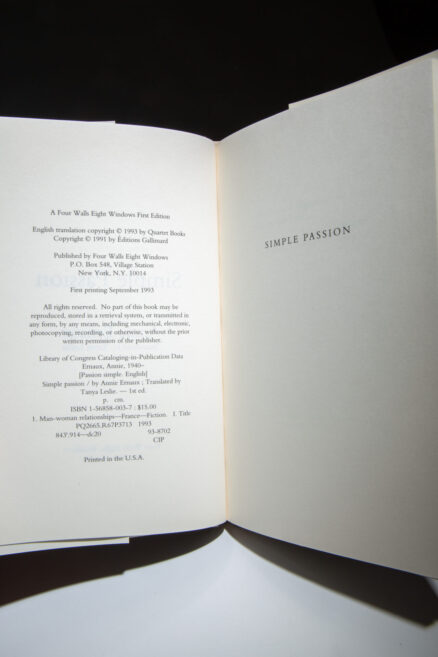 A Four Walls Eight Windows First Edition
English translation copyright © 1993 by Quartet Books
Copyright © 1991 by Éditions Gallimard
Published by Four Walls Eight Windows
P.O. Box 548, Village Station
New York, N.Y. 10014
First printing September 1993
All rights reserved. No part of this book may be
reproduced, stored in a retrieval system, or transmitted
in any form, by any means, including mechanical, electronic,
photocopying, recording, or otherwise, without the prior
written permission of the publisher.
Library of Congress Cataloging-in-Publication Data
Ernaux, Annie, 1940–
[Passion simple. English]
Simple passion / by Annie Ernaux ; Translated by
Tanya Leslie. — 1st ed.
p. cm.
ISBN 1-56858-003-7 : $15.00
1. Man-woman relationships—France—Fiction. I. Title
PQ2665.R67P3713 1993
843'.914—dc20 93-8702
CIP
Printed in the U.S.A.
SIMPLE PASSION